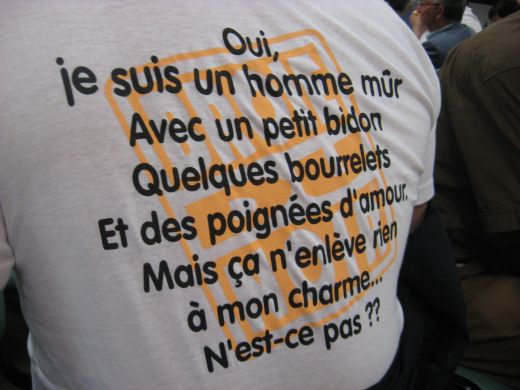 Oui,
je suis un homme mûr
Avec un petit bidon
Quelques bourrelets
Et des poignées d'amour.
Mais ça n'enlève rien
à mon charme...
N'est-ce pas ??